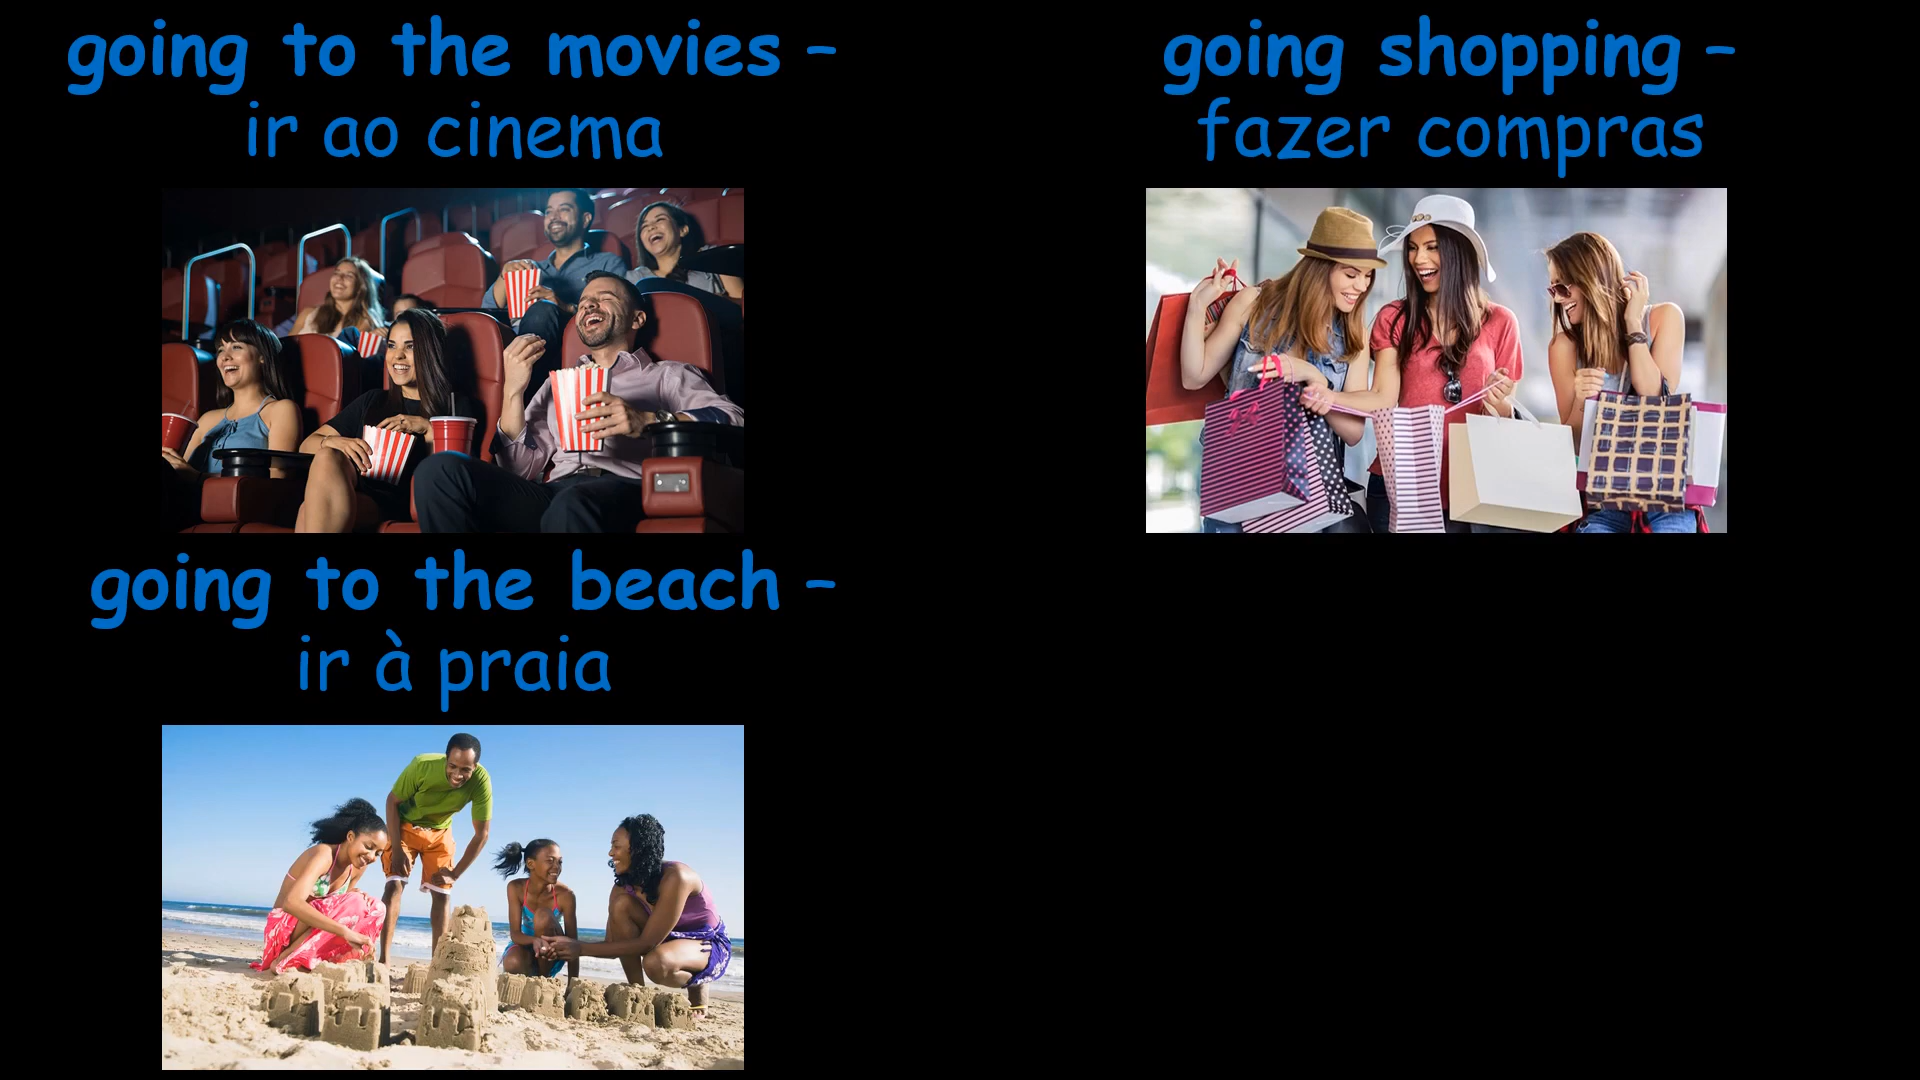 going to the movies –
ir ao cinema
going shopping –
fazer compras
going to the beach –
ir à praia